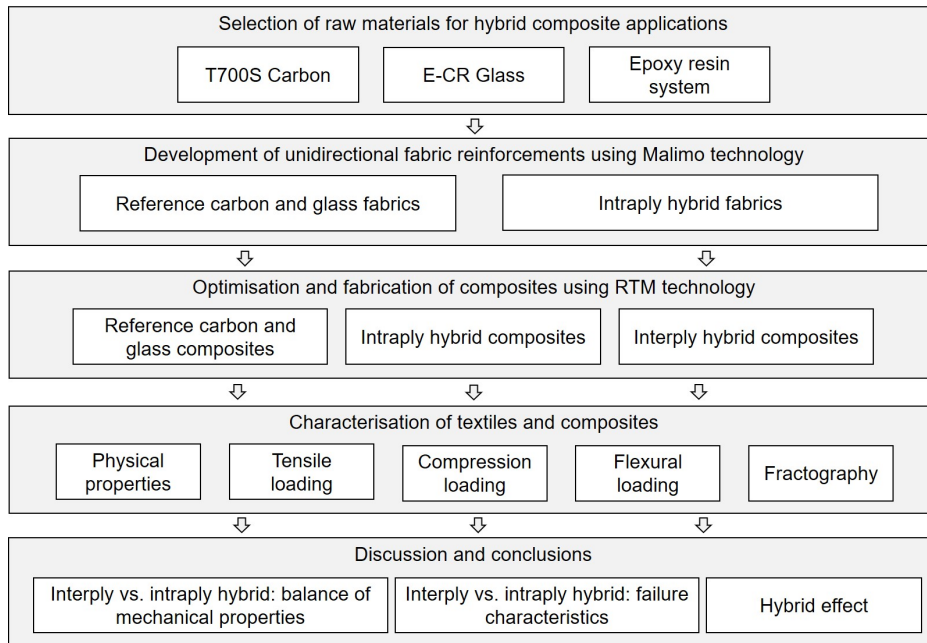 Selection of raw materials for hybrid composite applications
T700S Carbon
E-CR Glass
Epoxy resin
system
Development of unidirectional fabric reinforcements using Malimo technology
Reference carbon and glass fabrics
Intraply hybrid fabrics
Optimisation and fabrication of composites using RTM technology
Reference carbon and
glass composites
Intraply hybrid composites
Interply hybrid composites
Characterisation of textiles and composites
Physical
properties
Tensile
loading
Compression
loading
Flexural
loading
Fractography
Discussion and conclusions
Interply vs. intraply hybrid: balance of
mechanical properties
Interply vs. intraply hybrid: failure
characteristics
Hybrid effect